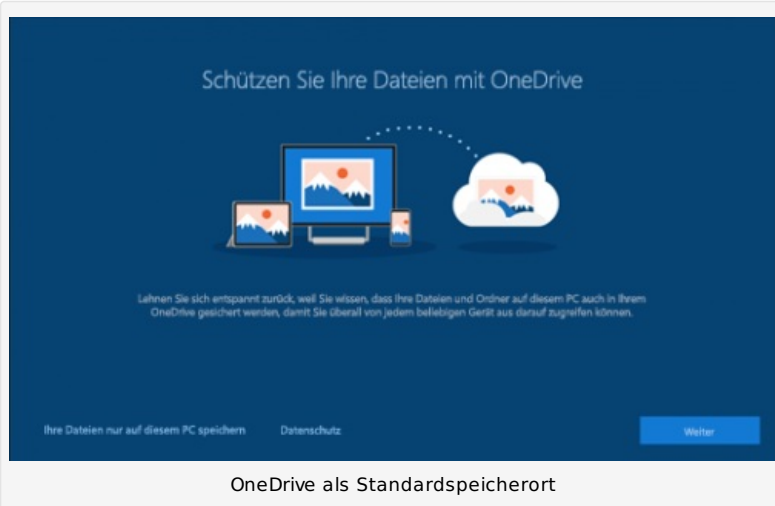 Schützen Sie Ihre Dateien mit OneDrive
Lehnen Sie sich entspannt zurück, weil Sie wissen, dass Ihre Dateien und Ordner auf diesem PC auch in Ihrem
OneDrive gesichert werden, damit Sie überall von jedem beliebigen Gerät aus darauf zugreifen können.
Ihre Dateien nur auf diesem PC speichern Datenschutz Weiter
OneDrive als Standardspeicherort